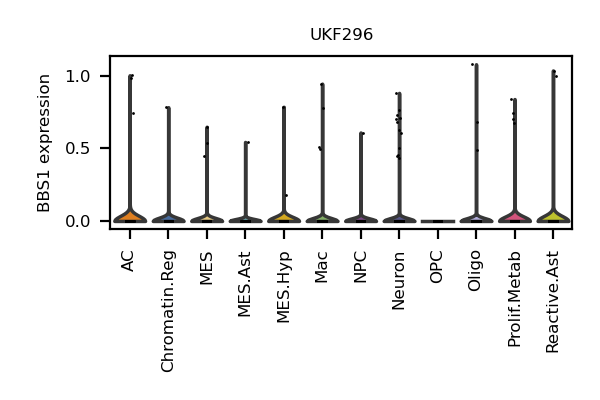 UKF296
BBS1 expression
1.0
0.5
0.0
AC
Chromatin.Reg
MES
MES.Ast
MES.Hyp
Mac
NPC
Neuron
OPC
Oligo
Prolif.Metab
Reactive.Ast